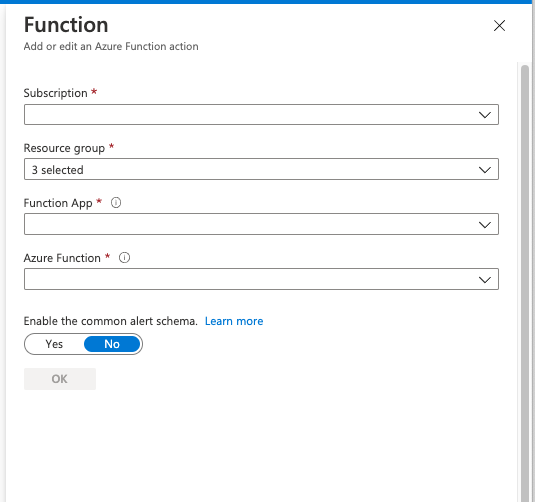 Function
Add or edit an Azure Function action
Subscription *
Resource group *
3 selected
Function App *
Azure Function *
Enable the common alert schema. Learn more
Yes No
OK